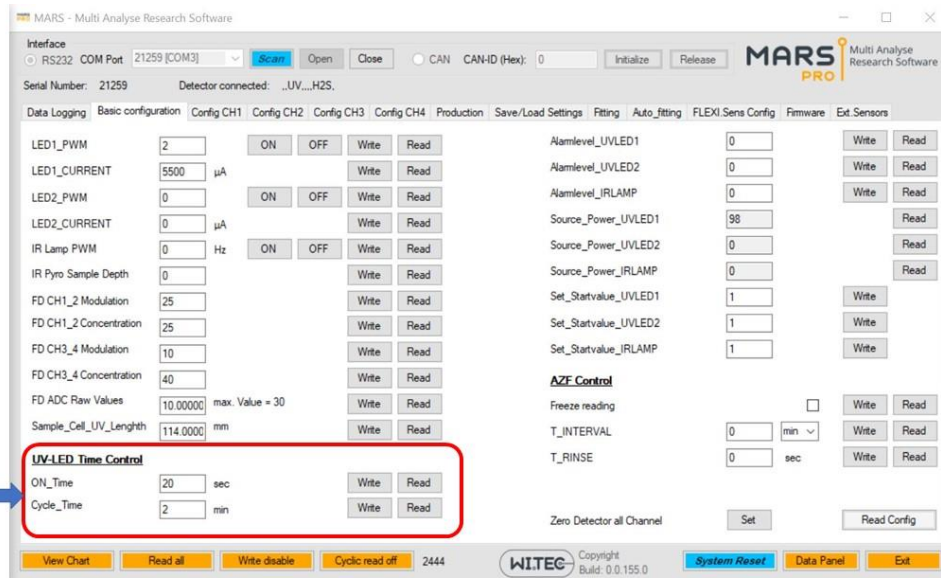 MARS - Multi Analyse Research Software
Interface
RS232 COM Port 21259 [COM3] Scan Open Close CAN CAN-ID (Hex): 0 Initialize Release
MARS PRO Multi Analyse Research Software
Serial Number: 21259 Detector connected: ,.UV,,,,H2S,
Data Logging Basic configuration Config CH1 Config CH2 Config CH3 Config CH4 Production Save/Load Settings Fitting Auto_fitting FLEXI.Sens Config Firmware Ext.Sensors
LED1_PWM 2 ON OFF Write Read
LED1_CURRENT 5500 µA Write Read
LED2_PWM 0 ON OFF Write Read
LED2_CURRENT 0 µA Write Read
IR Lamp PWM 0 Hz ON OFF Write Read
IR Pyro Sample Depth 0 Write Read
FD CH1_2 Modulation 25 Write Read
FD CH1_2 Concentration 25 Write Read
FD CH3_4 Modulation 10 Write Read
FD CH3_4 Concentration 40 Write Read
FD ADC Raw Values 10.00000 max. Value = 30 Write Read
Sample_Cell_UV_Lenghth 114.0000 mm Write Read
UV-LED Time Control
ON_Time 20 sec Write Read
Cycle_Time 2 min Write Read
Alarmlevel_UVLED1 0 Write Read
Alarmlevel_UVLED2 0 Write Read
Alarmlevel_IRLAMP 0 Write Read
Source_Power_UVLED1 98 Read
Source_Power_UVLED2 0 Read
Source_Power_IRLAMP 0 Read
Set_Startvalue_UVLED1 1 Write
Set_Startvalue_UVLED2 1 Write
Set_Startvalue_IRLAMP 1 Write
AZF Control
Freeze reading Write Read
T_INTERVAL 0 min Write Read
T_RINSE 0 sec Write Read
Zero Detector all Channel Set Read Config
View Chart Read all Write disable Cyclic read off 2444 WI.TEC Copyright Build: 0.0.155.0 System Reset Data Panel Exit